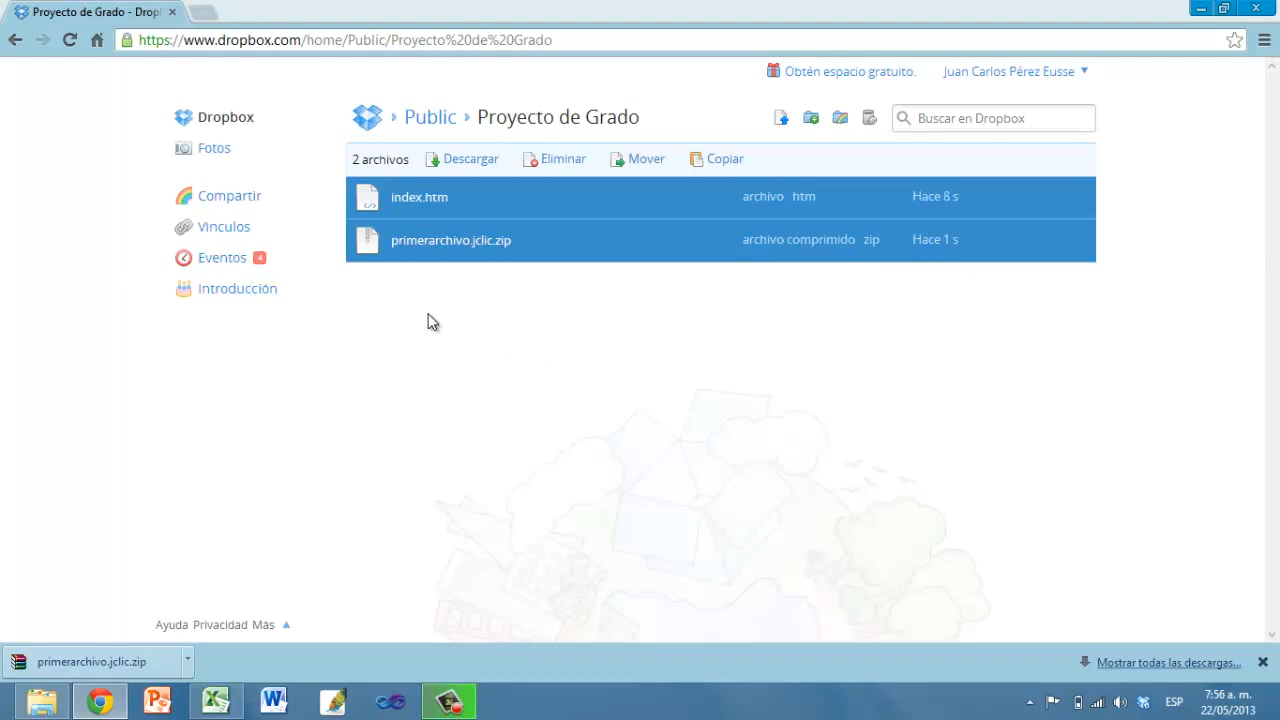 Proyecto de Grado - Dropl
https://www.dropbox.com/home/Public/Proyecto%20de%20Grado
Obtén espacio gratuito.
Juan Carlos Pérez Eusse
Dropbox
Public
Proyecto de Grado
Buscar en Dropbox
Fotos
2 archivos
Descargar
Eliminar
Mover
Copiar
Compartir
index.htm
archivo htm
Hace 8 s
Vínculos
primerarchivo.jclic.zip
archivo comprimido zip
Hace 1 s
Eventos 4
Introducción
Ayuda Privacidad Más
primerarchivo.jclic.zip
Mostrar todas las descargas...
ESP
7:56 a. m.
22/05/2013